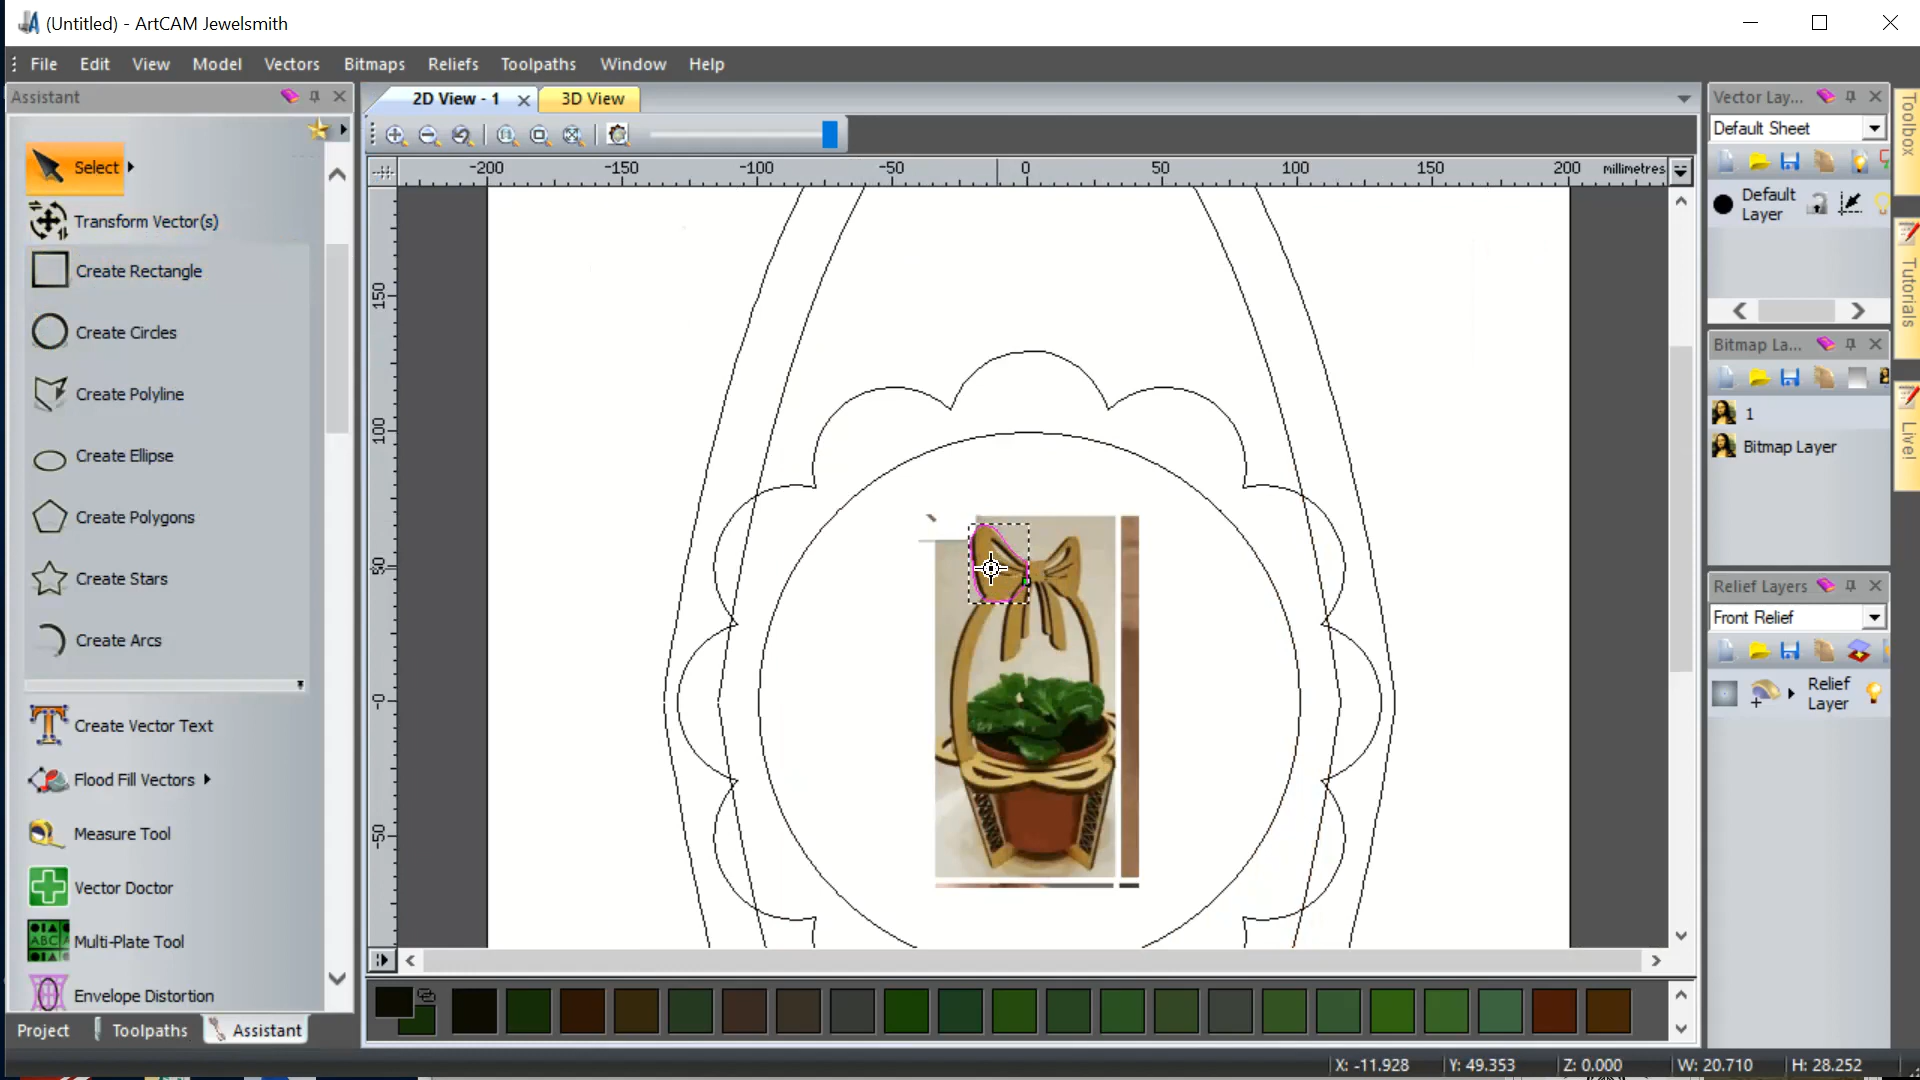 (Untitled) - ArtCAM Jewelsmith
File Edit View Model Vectors Bitmaps Reliefs Toolpaths Window Help
Assistant
Select
Transform Vector(s)
Create Rectangle
Create Circles
Create Polyline
Create Ellipse
Create Polygons
Create Stars
Create Arcs
Create Vector Text
Flood Fill Vectors
Measure Tool
Vector Doctor
Multi-Plate Tool
Envelope Distortion
Project Toolpaths Assistant
2D View - 1 3D View
-200 -150 -100 -50 0 50 100 150 200 millimetres
150
100
50
-0
-50
Vector Lay...
Default Sheet
Default
Layer
Bitmap La...
1
Bitmap Layer
Relief Layers
Front Relief
Relief
Layer
Toolbox
Tutorials
Live!
X: -11.928 Y: 49.353 Z: 0.000 W: 20.710 H: 28.252